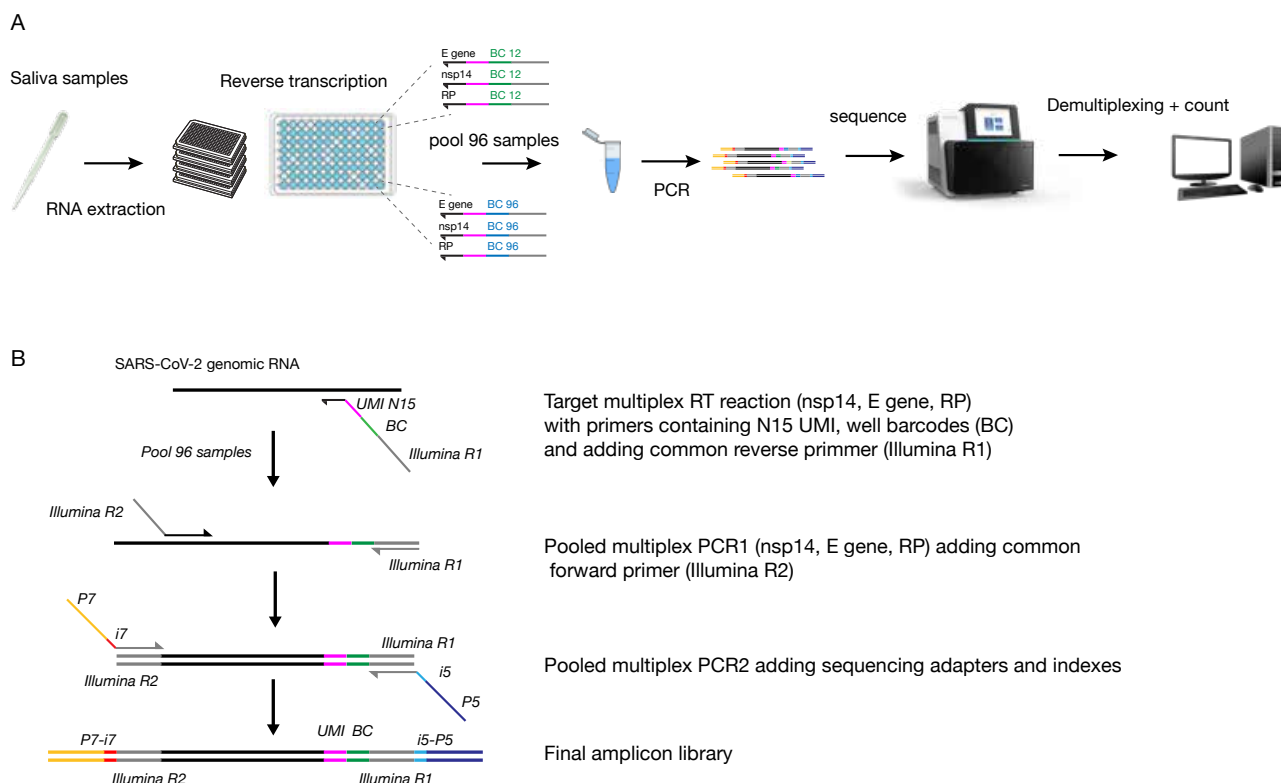 A
Saliva samples
RNA extraction
Reverse transcription
E gene BC 12
nsp14 BC 12
RP BC 12
pool 96 samples
E gene BC 96
nsp14 BC 96
RP BC 96
PCR
sequence
Demultiplexing + count
B
SARS-CoV-2 genomic RNA
UMI N15
BC
Illumina R1
Target multiplex RT reaction (nsp14, E gene, RP)
with primers containing N15 UMI, well barcodes (BC)
and adding common reverse primmer (Illumina R1)
Pool 96 samples
Illumina R2
Illumina R1
Pooled multiplex PCR1 (nsp14, E gene, RP) adding common
forward primer (Illumina R2)
P7
i7
Illumina R1
Illumina R2
i5
P5
Pooled multiplex PCR2 adding sequencing adapters and indexes
P7-i7 UMI BC i5-P5
Illumina R2 Illumina R1
Final amplicon library